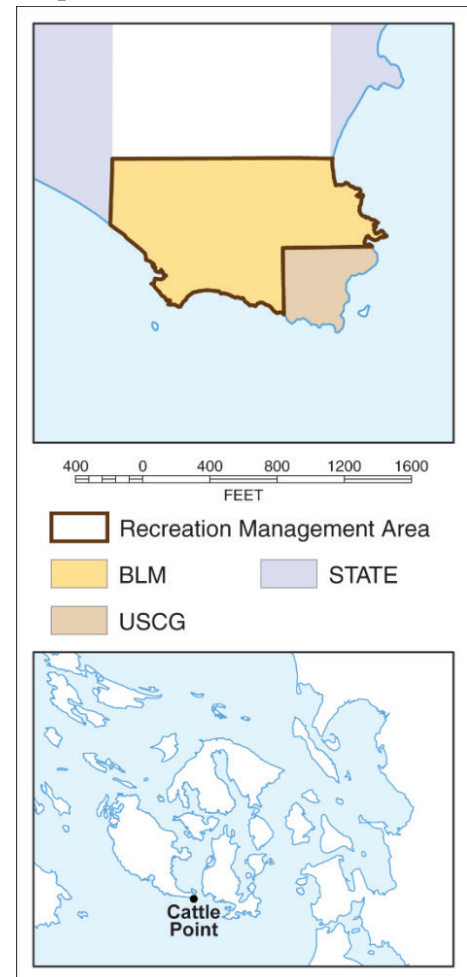 400 0 400 800 1200 1600
FEET
Recreation Management Area
BLM STATE
USCG
Cattle
Point